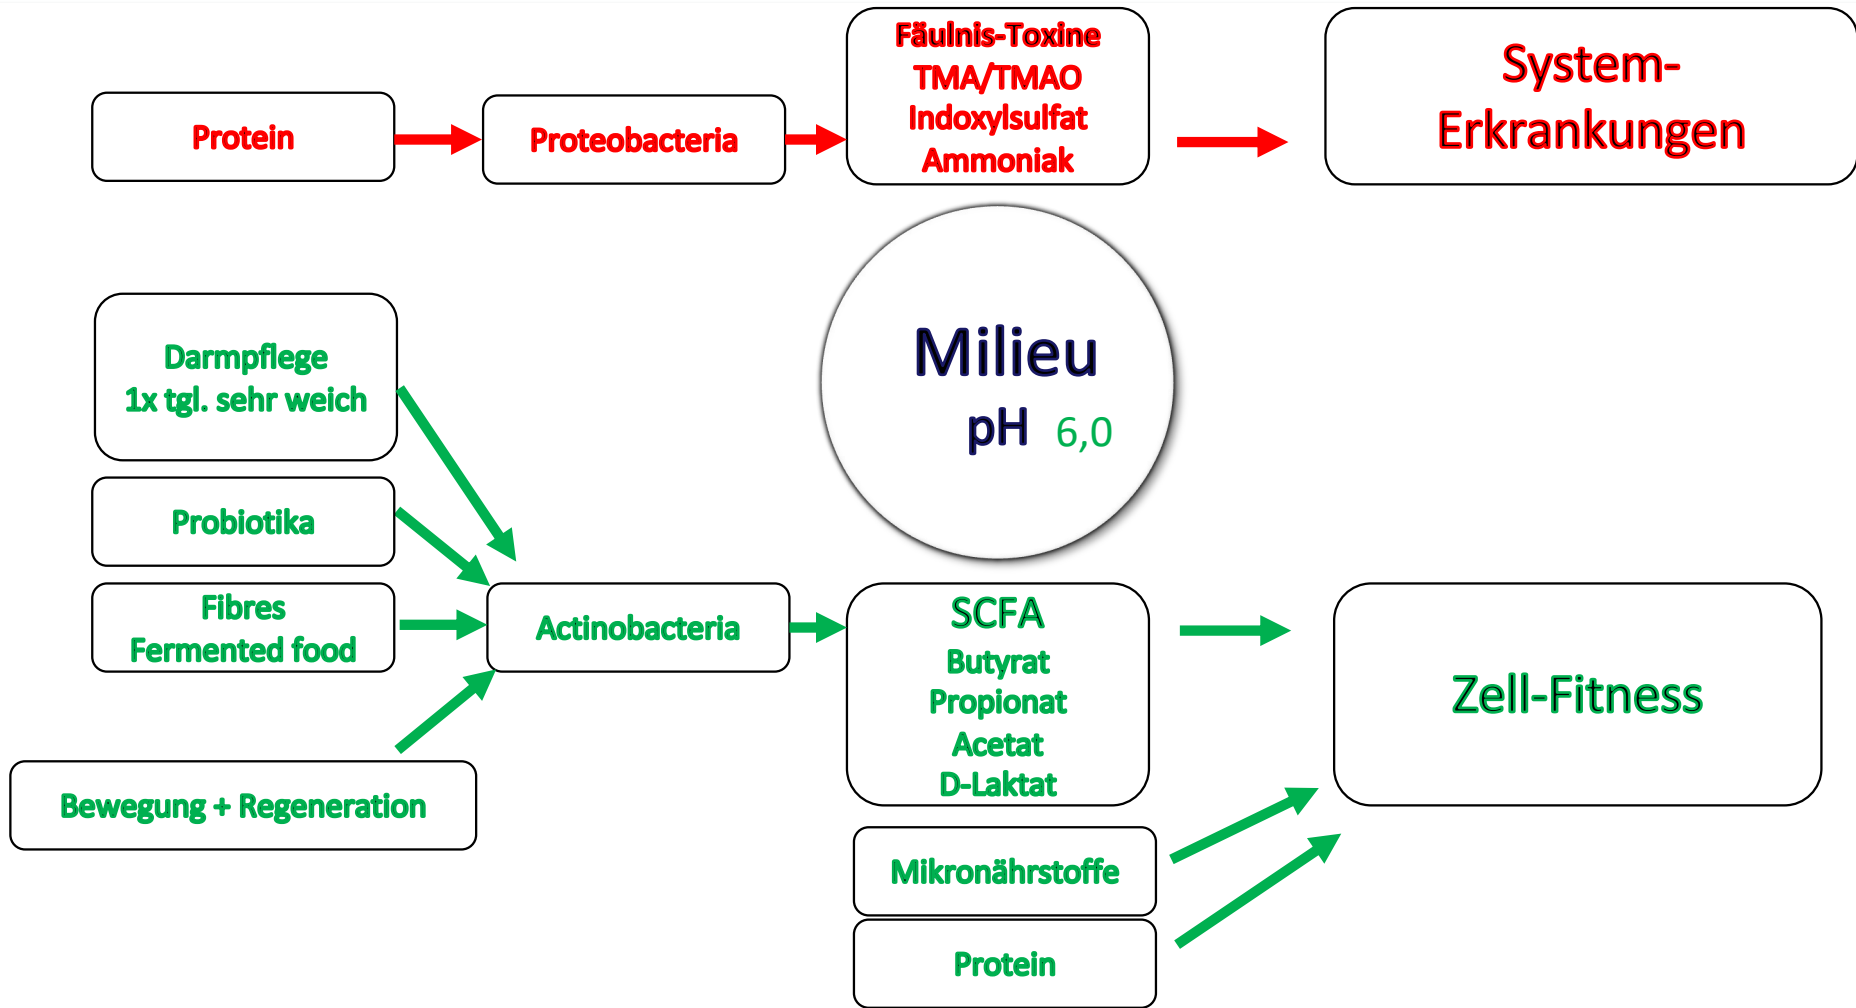 Protein
Proteobacteria
Fäulnis-Toxine
TMA/TMAO
Indoxylsulfat
Ammoniak
System-
Erkrankungen
Milieu
pH 6,0
Darmpflege
1x tgl. sehr weich
Probiotika
Fibres
Fermented food
Bewegung + Regeneration
Actinobacteria
SCFA
Butyrat
Propionat
Acetat
D-Laktat
Mikronährstoffe
Protein
Zell-Fitness